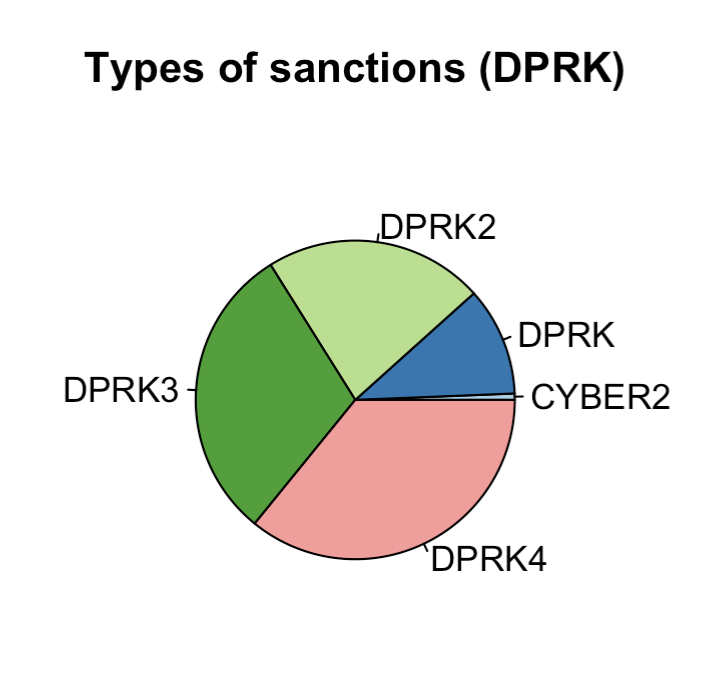 Types of sanctions (DPRK)
DPRK2
DPRK
DPRK3
CYBER2
DPRK4